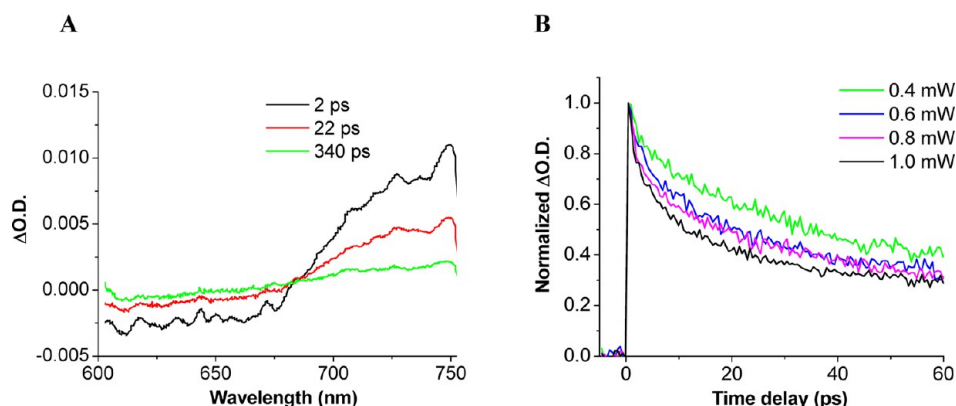 A
B
0.015
0.010
0.005
0.000
-0.005
ΔO.D.
2 ps
22 ps
340 ps
600
650
700
750
Wavelength (nm)
1.0
0.8
0.6
0.4
0.2
0.0
Normalized ΔO.D.
0.4 mW
0.6 mW
0.8 mW
1.0 mW
0
20
40
60
Time delay (ps)